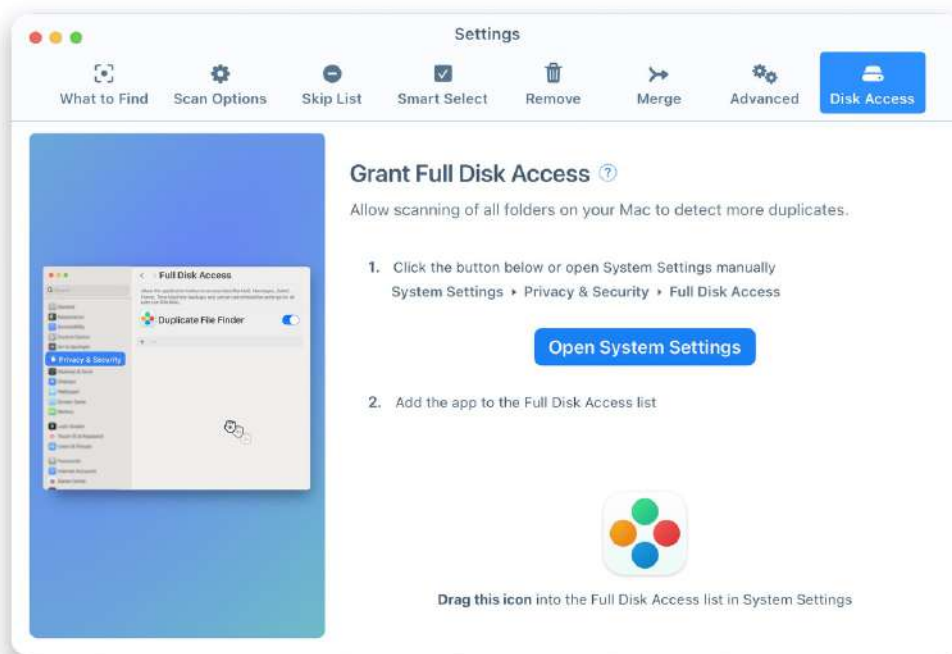 Settings
What to Find
Scan Options
Skip List
Smart Select
Remove
Merge
Advanced
Disk Access
Full Disk Access
Duplicate File Finder
Privacy & Security
Grant Full Disk Access ?
Allow scanning of all folders on your Mac to detect more duplicates.
1. Click the button below or open System Settings manually
System Settings ▸ Privacy & Security ▸ Full Disk Access
Open System Settings
2. Add the app to the Full Disk Access list
Drag this icon into the Full Disk Access list in System Settings